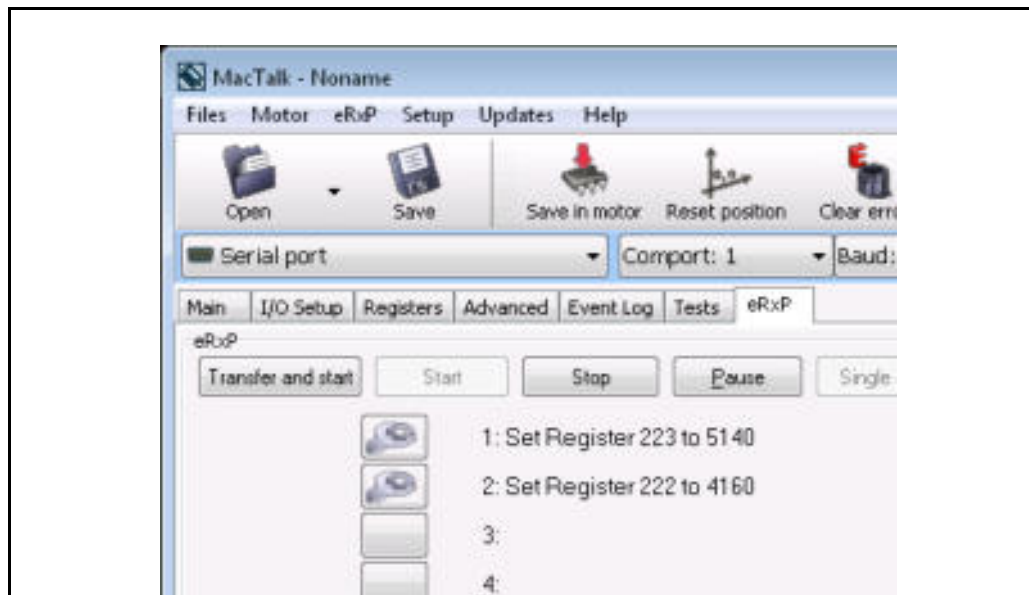 MacTalk - Noname
Files Motor eRxP Setup Updates Help
Open Save Save in motor Reset position Clear erro
Serial port Comport: 1 Baud:
Main I/O Setup Registers Advanced Event Log Tests eRxP
eRxP
Transfer and start Start Stop Pause Single
1: Set Register 223 to 5140
2: Set Register 222 to 4160
3:
4: